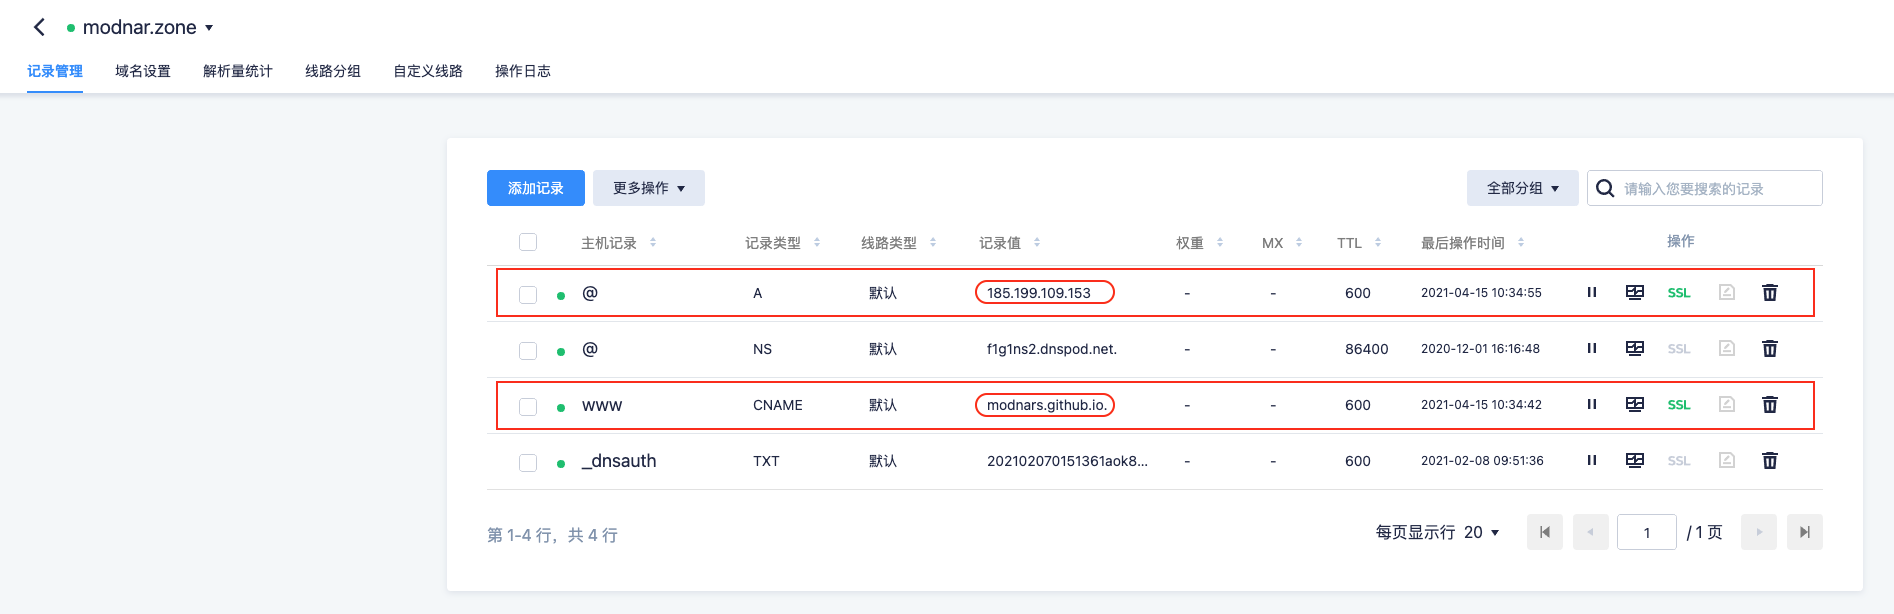 modnar.zone
记录管理 域名设置 解析量统计 线路分组 自定义线路 操作日志
添加记录 更多操作 全部分组 请输入您要搜索的记录
主机记录 记录类型 线路类型 记录值 权重 MX TTL 最后操作时间 操作
@ A 默认 185.199.109.153 - - 600 2021-04-15 10:34:55 SSL
@ NS 默认 f1g1ns2.dnspod.net. - - 86400 2020-12-01 16:16:48 SSL
www CNAME 默认 modnars.github.io. - - 600 2021-04-15 10:34:42 SSL
_dnsauth TXT 默认 202102070151361aok8... - - 600 2021-02-08 09:51:36 SSL
第 1-4 行，共 4 行 每页显示行 20 1 / 1 页